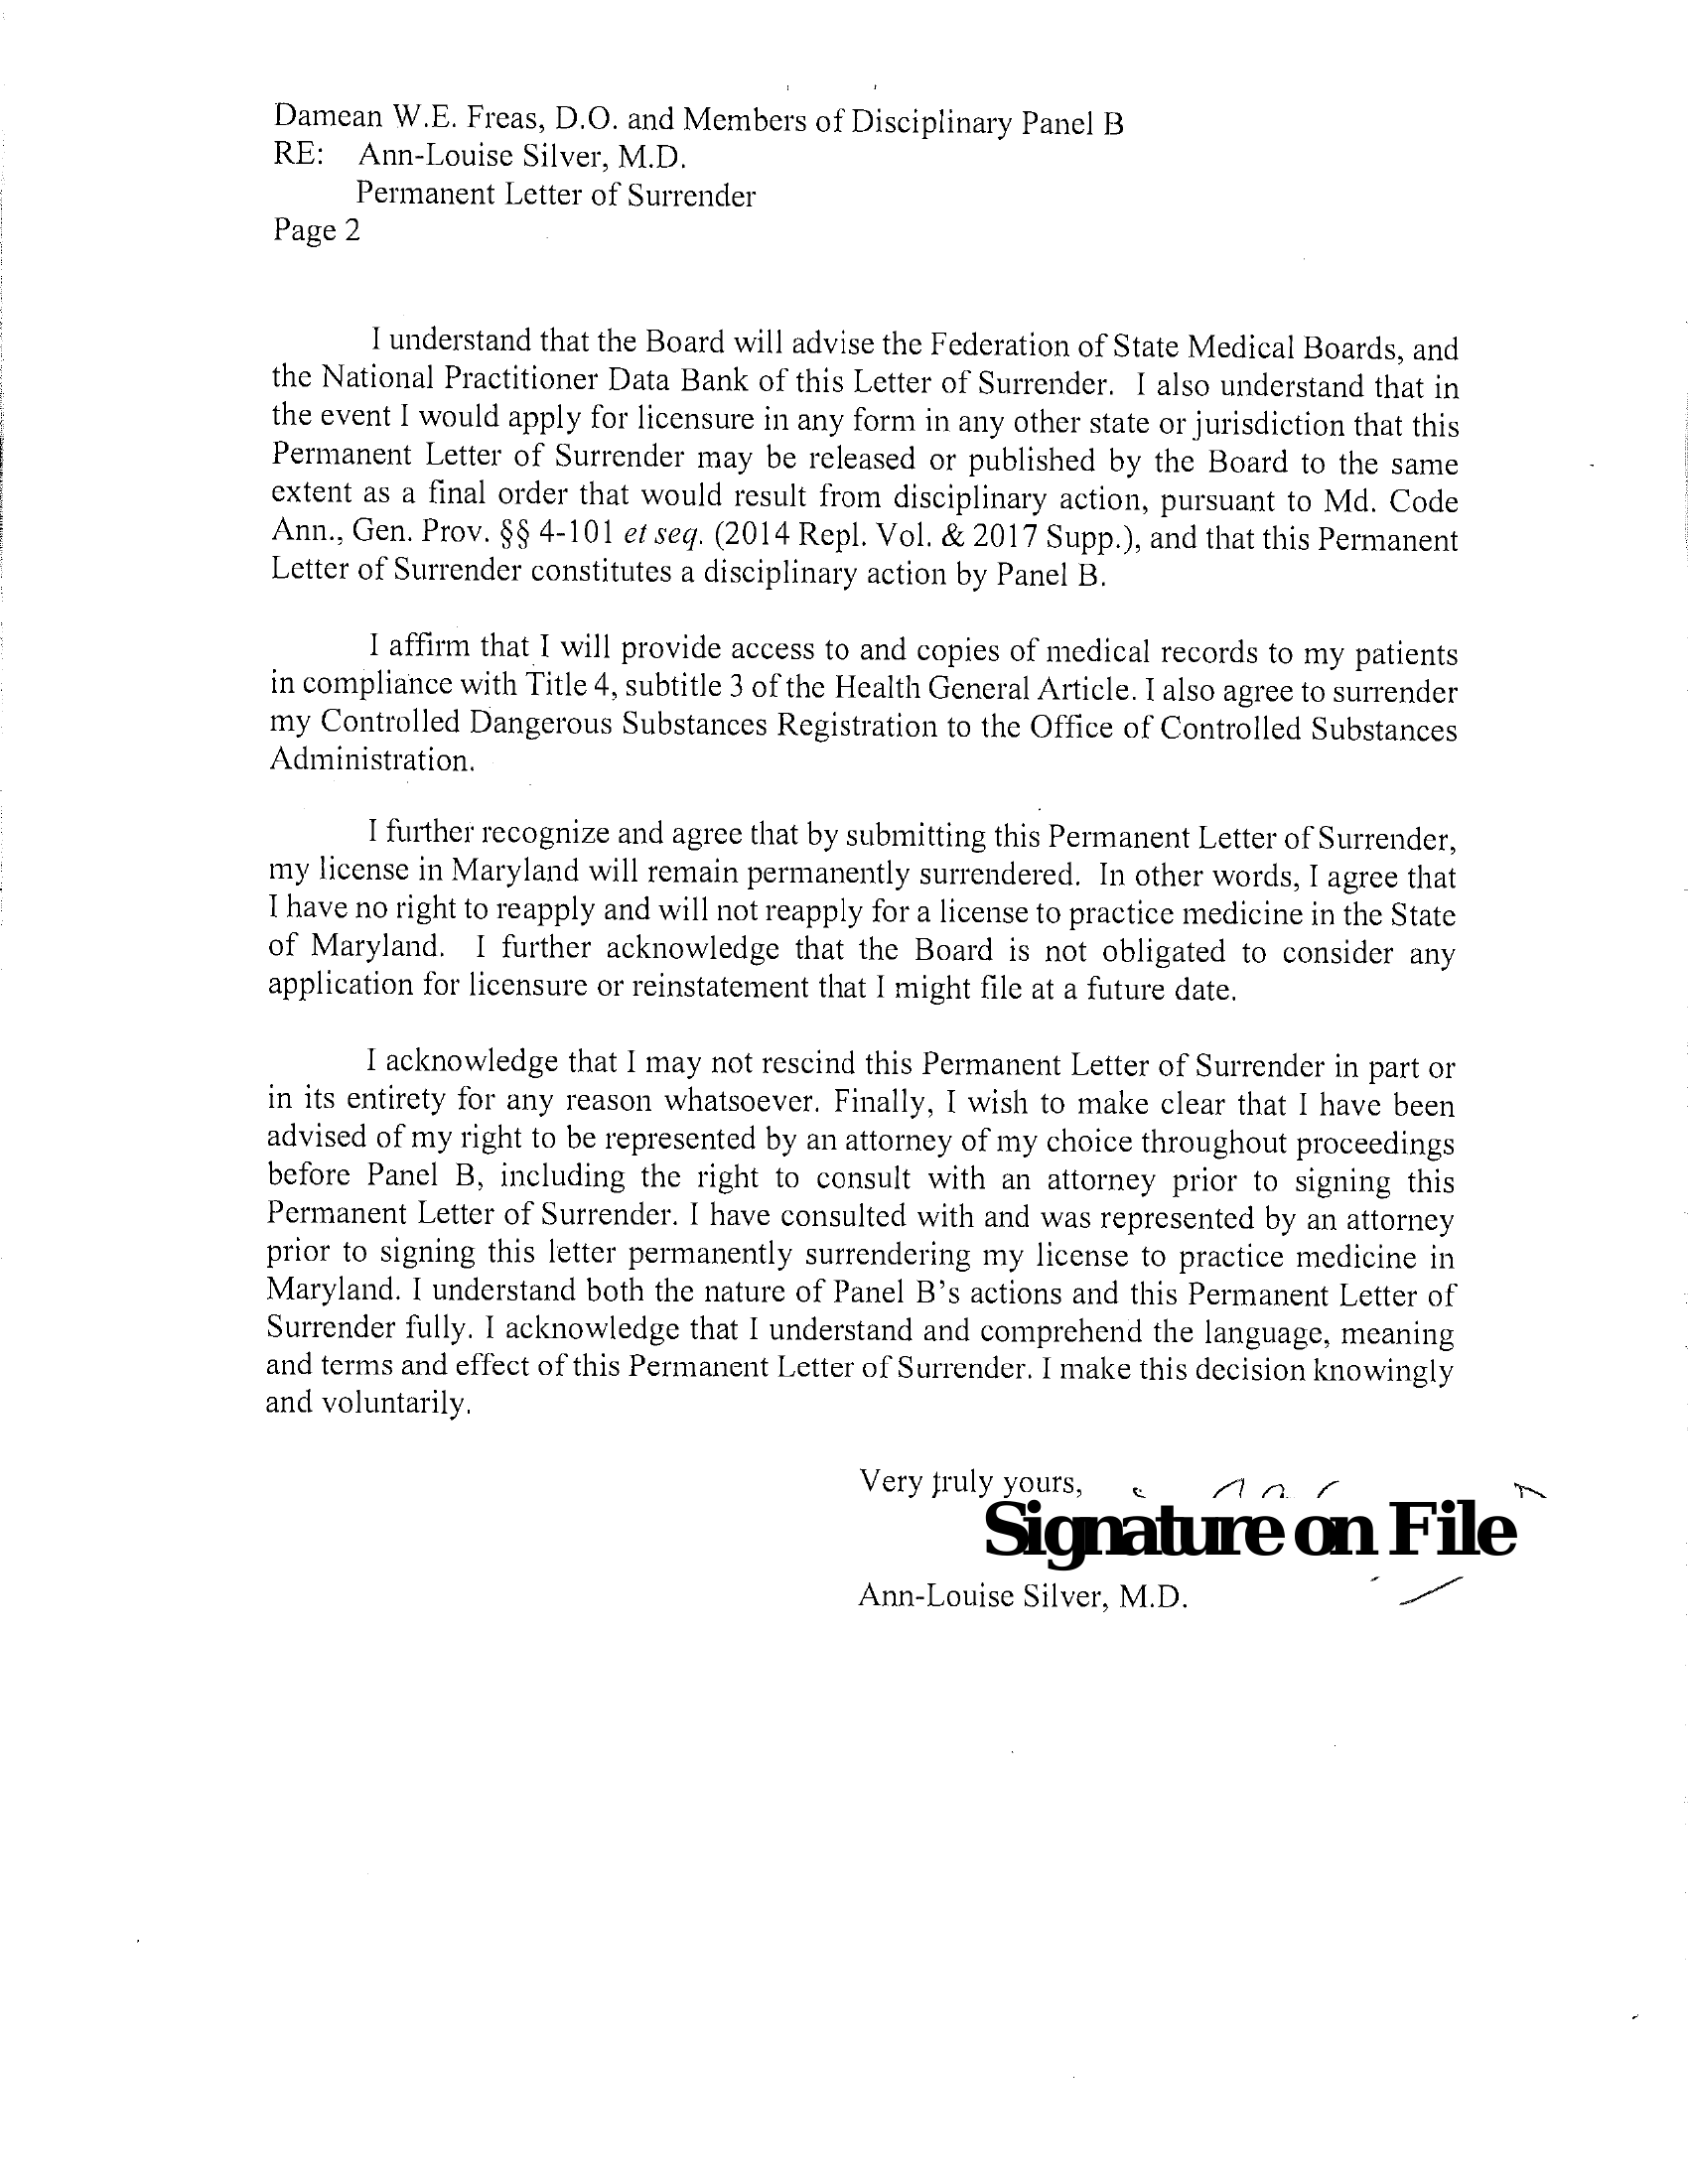 Damean W.E. Freas, D.O. and Members of Disciplinary Panel B
RE: Ann-Louise Silver, M.D.
Permanent Letter of Surrender
Page 2
I understand that the Board will advise the Federation of State Medical Boards, and
the National Practitioner Data Bank of this Letter of Surrender. I also understand that in
the event I would apply for licensure in any form in any other state or jurisdiction that this
Permanent Letter of Surrender may be released or published by the Board to the same
extent as a final order that would result from disciplinary action, pursuant to Md. Code
Ann., Gen. Prov. §§ 4-101 et seq. (2014 Repl. Vol. & 2017 Supp.), and that this Permanent
Letter of Surrender constitutes a disciplinary action by Panel B.
I affirm that I will provide access to and copies of medical records to my patients
in compliance with Title 4, subtitle 3 of the Health General Article. I also agree to surrender
my Controlled Dangerous Substances Registration to the Office of Controlled Substances
Administration.
I further recognize and agree that by submitting this Permanent Letter of Surrender,
my license in Maryland will remain permanently surrendered. In other words, I agree that
I have no right to reapply and will not reapply for a license to practice medicine in the State
of Maryland. I further acknowledge that the Board is not obligated to consider any
application for licensure or reinstatement that I might file at a future date.
I acknowledge that I may not rescind this Permanent Letter of Surrender in part or
in its entirety for any reason whatsoever. Finally, I wish to make clear that I have been
advised of my right to be represented by an attorney of my choice throughout proceedings
before Panel B, including the right to consult with an attorney prior to signing this
Permanent Letter of Surrender. I have consulted with and was represented by an attorney
prior to signing this letter permanently surrendering my license to practice medicine in
Maryland. I understand both the nature of Panel B's actions and this Permanent Letter of
Surrender fully. I acknowledge that I understand and comprehend the language, meaning
and terms and effect of this Permanent Letter of Surrender. I make this decision knowingly
and voluntarily.
Very truly yours,
Signature on File
Ann-Louise Silver, M.D.